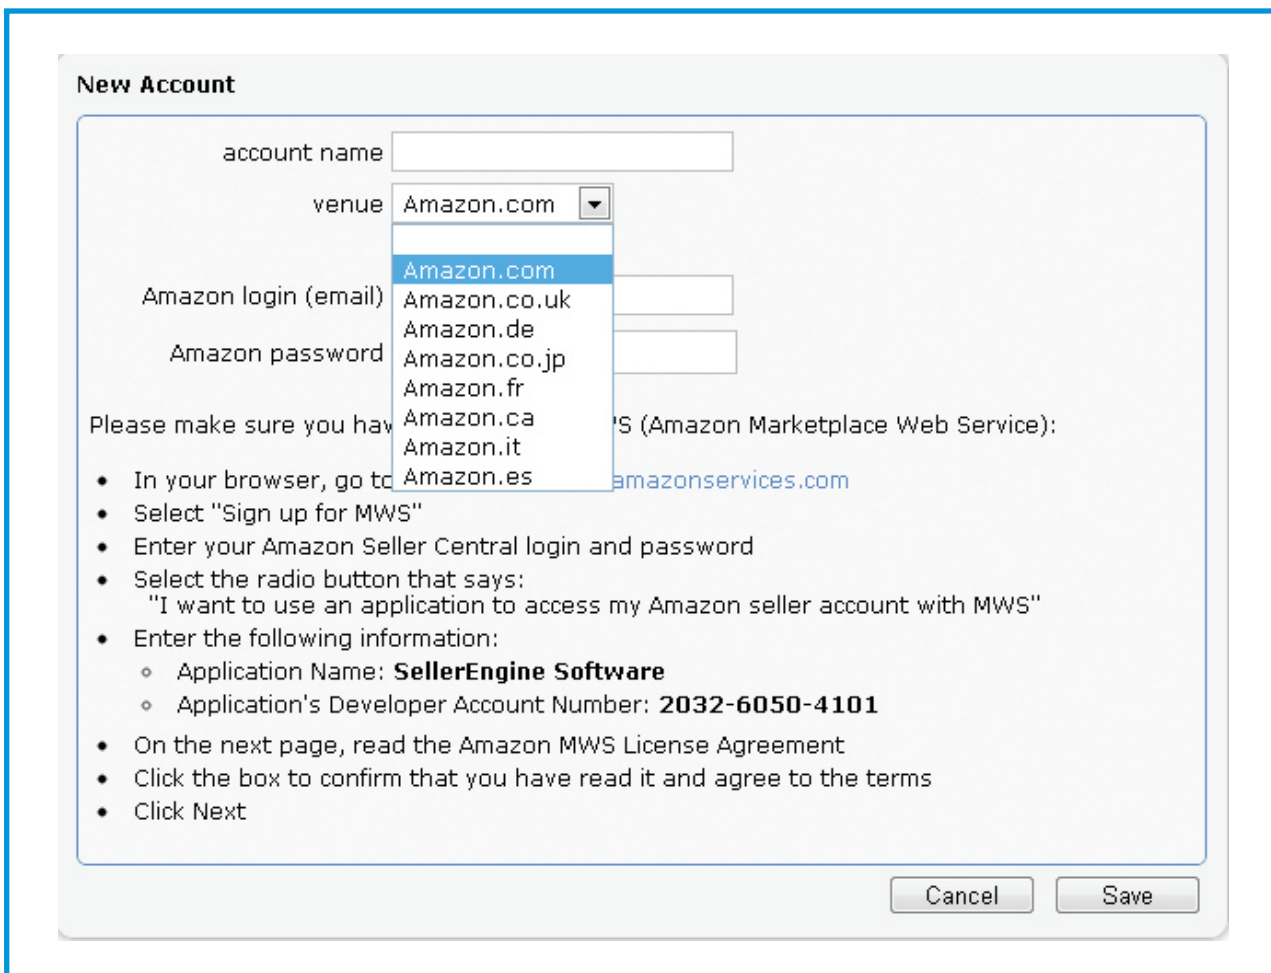 New Account
account name
venue Amazon.com
Amazon.com
Amazon login (email) Amazon.co.uk
Amazon.de
Amazon password Amazon.co.jp
Amazon.fr
Amazon.ca
Please make sure you (Amazon Marketplace Web Service):
Amazon.it
Amazon.es
• In your browser, go amazonservices.com
• Select "Sign up for MWS"
• Enter your Amazon Seller Central login and password
• Select the radio button that says:
"I want to use an application to access my Amazon seller account with MWS"
• Enter the following information:
◦ Application Name: SellerEngine Software
◦ Application's Developer Account Number: 2032-6050-4101
• On the next page, read the Amazon MWS License Agreement
• Click the box to confirm that you have read it and agree to the terms
• Click Next
Cancel Save